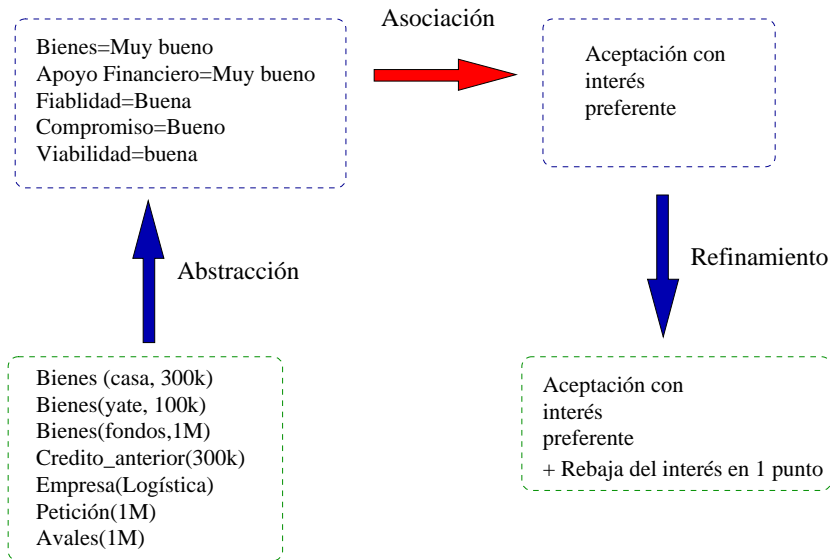 Asociación
Bienes=Muy bueno
Apoyo Financiero=Muy bueno
Fiablidad=Buena
Compromiso=Bueno
Viabilidad=buena
Aceptación con
interés
preferente
Abstracción
Refinamiento
Bienes (casa, 300k)
Bienes(yate, 100k)
Bienes(fondos,1M)
Credito_anterior(300k)
Empresa(Logística)
Petición(1M)
Avales(1M)
Aceptación con
interés
preferente
+ Rebaja del interés en 1 punto